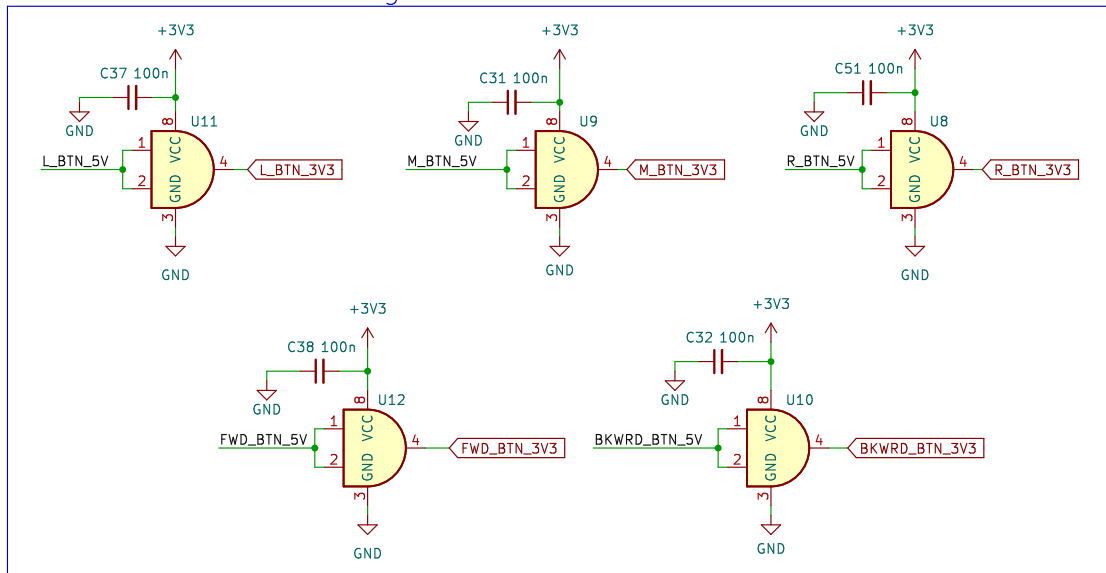 +3V3
C37 100n
GND
U11
8
1
2
VCC
GND
4
3
L_BTN_5V
L_BTN_3V3
GND
+3V3
C31 100n
GND
U9
8
1
2
VCC
GND
4
3
M_BTN_5V
M_BTN_3V3
GND
+3V3
C51 100n
GND
U8
8
1
2
VCC
GND
4
3
R_BTN_5V
R_BTN_3V3
GND
+3V3
C38 100n
GND
U12
8
1
2
VCC
GND
4
3
FWD_BTN_5V
FWD_BTN_3V3
GND
+3V3
C32 100n
GND
U10
8
1
2
VCC
GND
4
3
BKWRD_BTN_5V
BKWRD_BTN_3V3
GND